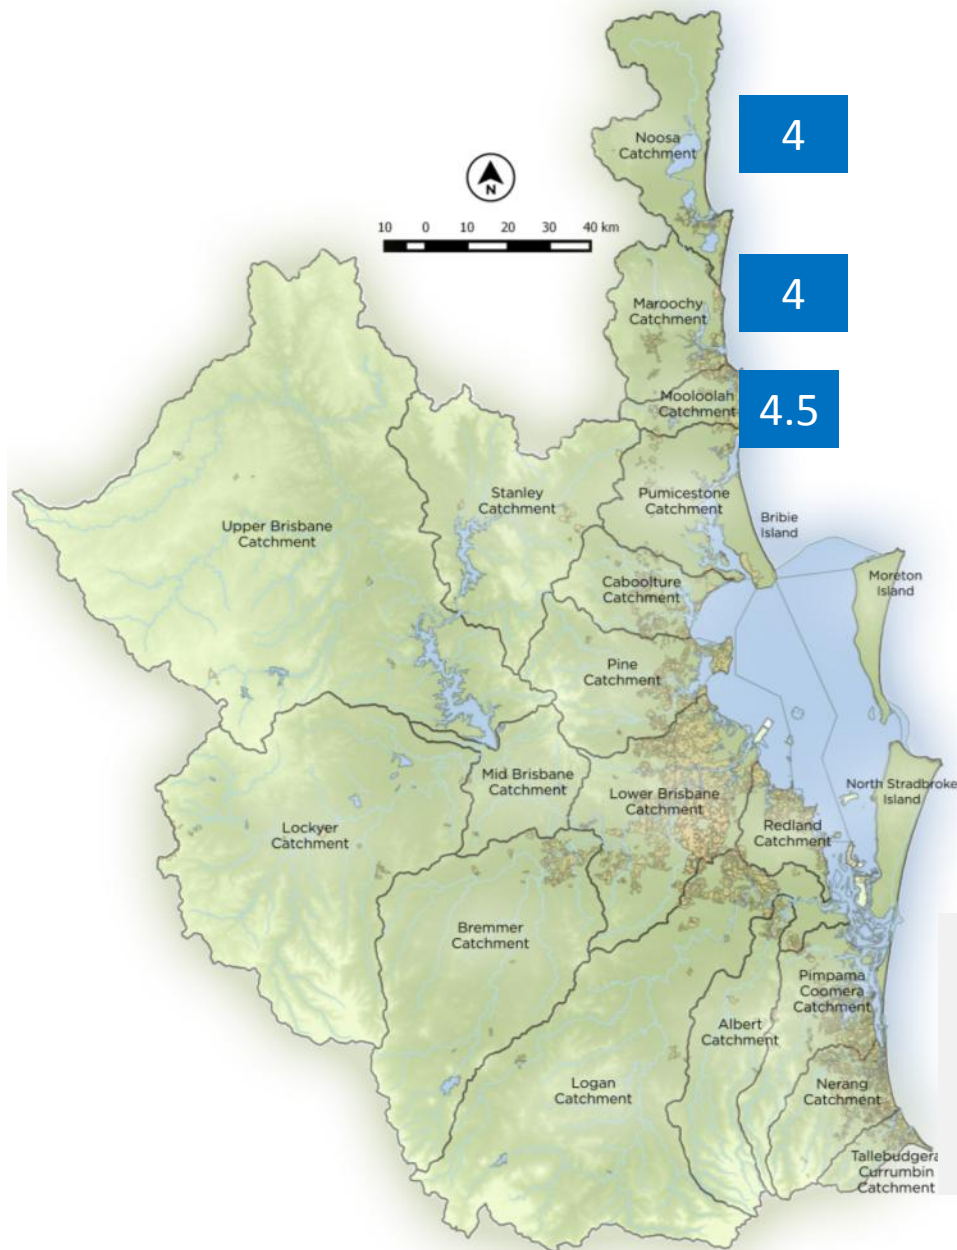 Noosa
Catchment
4
N
10 0 10 20 30 40 km
Maroochy
Catchment
4
Mooloolah
Catchment
4.5
Stanley
Catchment
Pumicestone
Catchment
Upper Brisbane
Catchment
Bribie
Island
Moreton
Island
Caboolture
Catchment
Pine
Catchment
Mid Brisbane
Catchment
Lower Brisbane
Catchment
North Stradbroke
Island
Lockyer
Catchment
Redland
Catchment
Bremmer
Catchment
Pimpama
Coomera
Catchment
Albert
Catchment
Logan
Catchment
Nerang
Catchment
Tallebudgera
Currumbin
Catchment